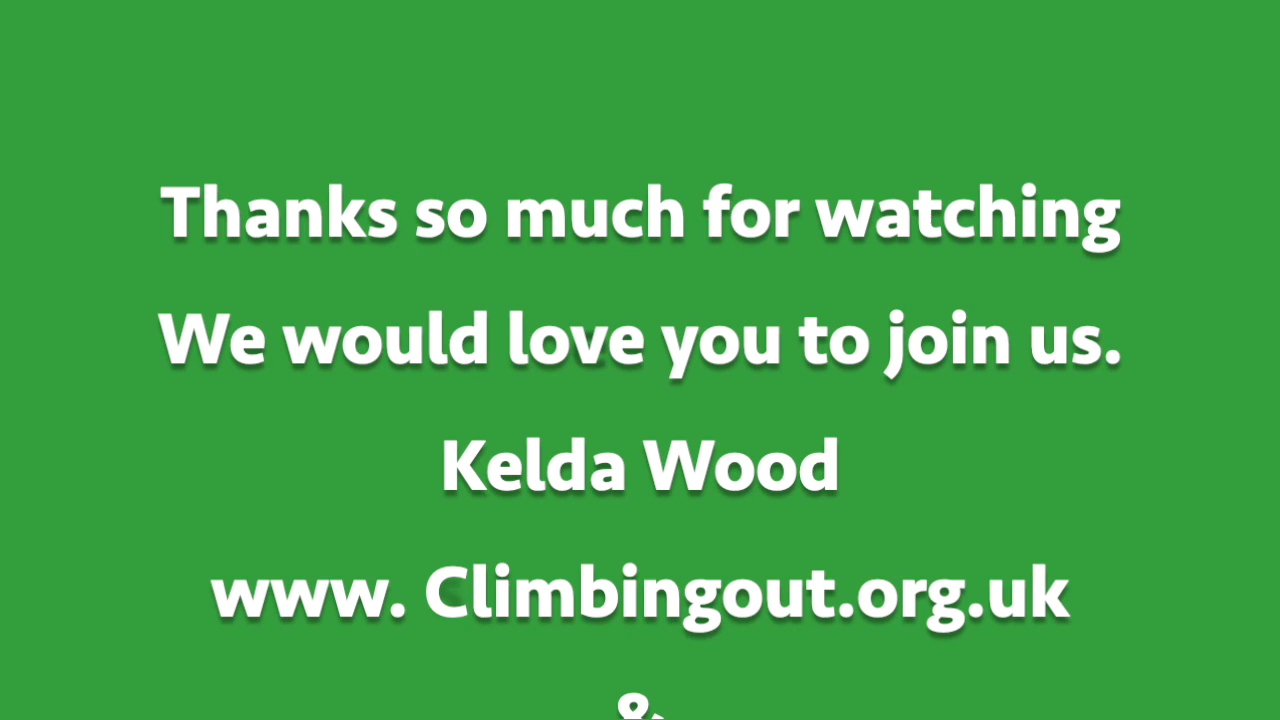 Thanks so much for watching
We would love you to join us.
Kelda Wood
www. Climbingout.org.uk
&